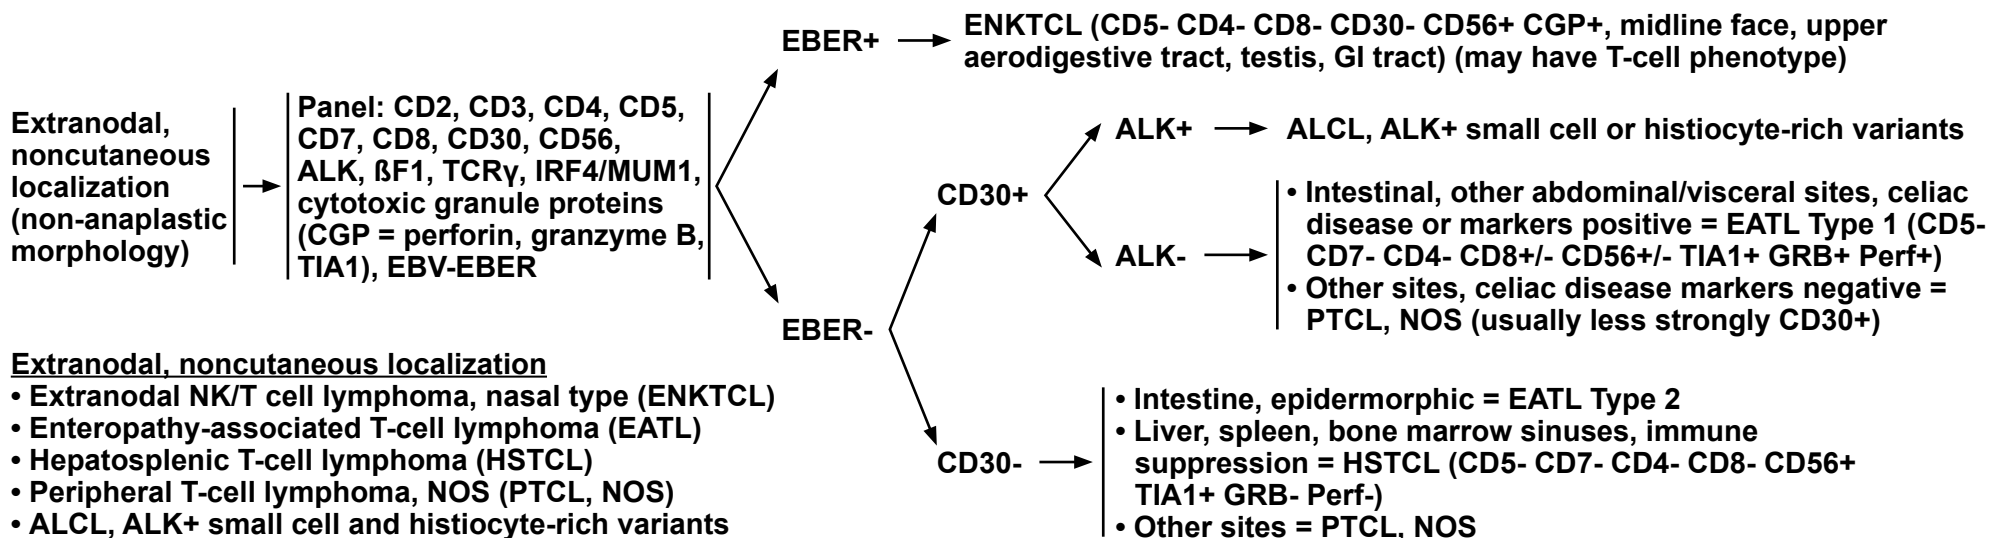 Extranodal,
noncutaneous
localization
(non-anaplastic
morphology)
Panel: CD2, CD3, CD4, CD5,
CD7, CD8, CD30, CD56,
ALK, ßF1, TCRγ, IRF4/MUM1,
cytotoxic granule proteins
(CGP = perforin, granzyme B,
TIA1), EBV-EBER
EBER+
ENKTCL (CD5- CD4- CD8- CD30- CD56+ CGP+, midline face, upper
aerodigestive tract, testis, GI tract) (may have T-cell phenotype)
EBER-
CD30+
ALK+
ALCL, ALK+ small cell or histiocyte-rich variants
ALK-
• Intestinal, other abdominal/visceral sites, celiac
disease or markers positive = EATL Type 1 (CD5-
CD7- CD4- CD8+/- CD56+/- TIA1+ GRB+ Perf+)
• Other sites, celiac disease markers negative =
PTCL, NOS (usually less strongly CD30+)
CD30-
• Intestine, epidermorphic = EATL Type 2
• Liver, spleen, bone marrow sinuses, immune
suppression = HSTCL (CD5- CD7- CD4- CD8- CD56+
TIA1+ GRB- Perf-)
• Other sites = PTCL, NOS
Extranodal, noncutaneous localization
• Extranodal NK/T cell lymphoma, nasal type (ENKTCL)
• Enteropathy-associated T-cell lymphoma (EATL)
• Hepatosplenic T-cell lymphoma (HSTCL)
• Peripheral T-cell lymphoma, NOS (PTCL, NOS)
• ALCL, ALK+ small cell and histiocyte-rich variants